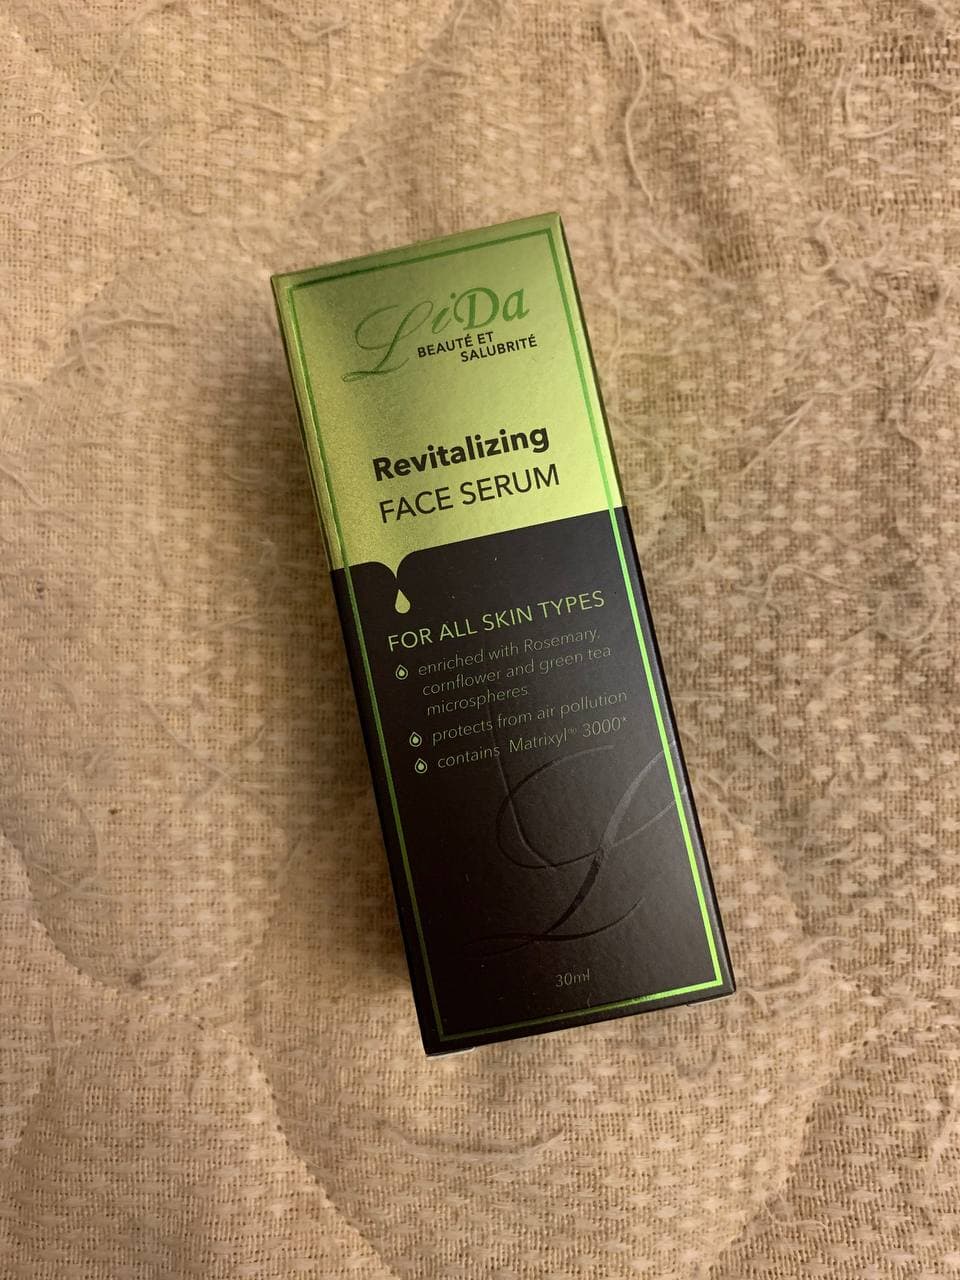 LiDa
BEAUTÉ ET
SALUBRITÉ
Revitalizing
FACE SERUM
FOR ALL SKIN TYPES
enriched with Rosemary,
cornflower and green tea
microspheres
protects from air pollution
contains Matrixyl® 3000*
30ml